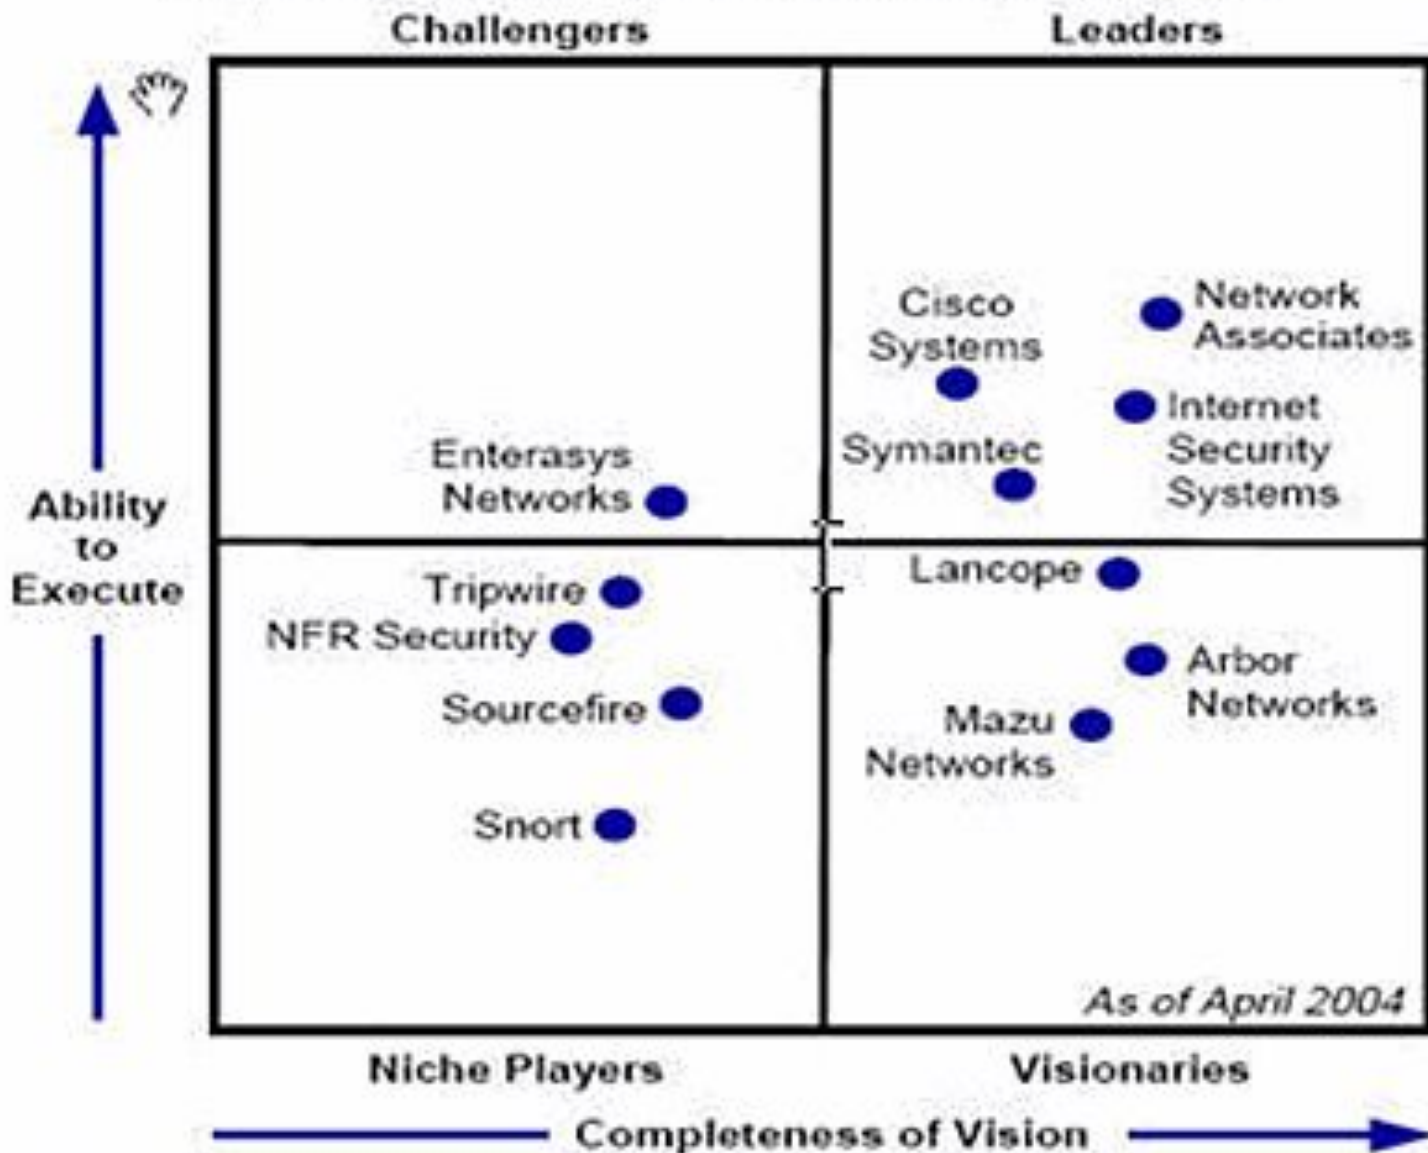 Challengers
Leaders
Cisco
Systems
Network
Associates
Internet
Security
Systems
Symantec
Enterasys
Networks
Ability
to
Execute
Lancope
Tripwire
NFR Security
Arbor
Networks
Sourcefire
Mazu
Networks
Snort
As of April 2004
Niche Players
Visionaries
Completeness of Vision